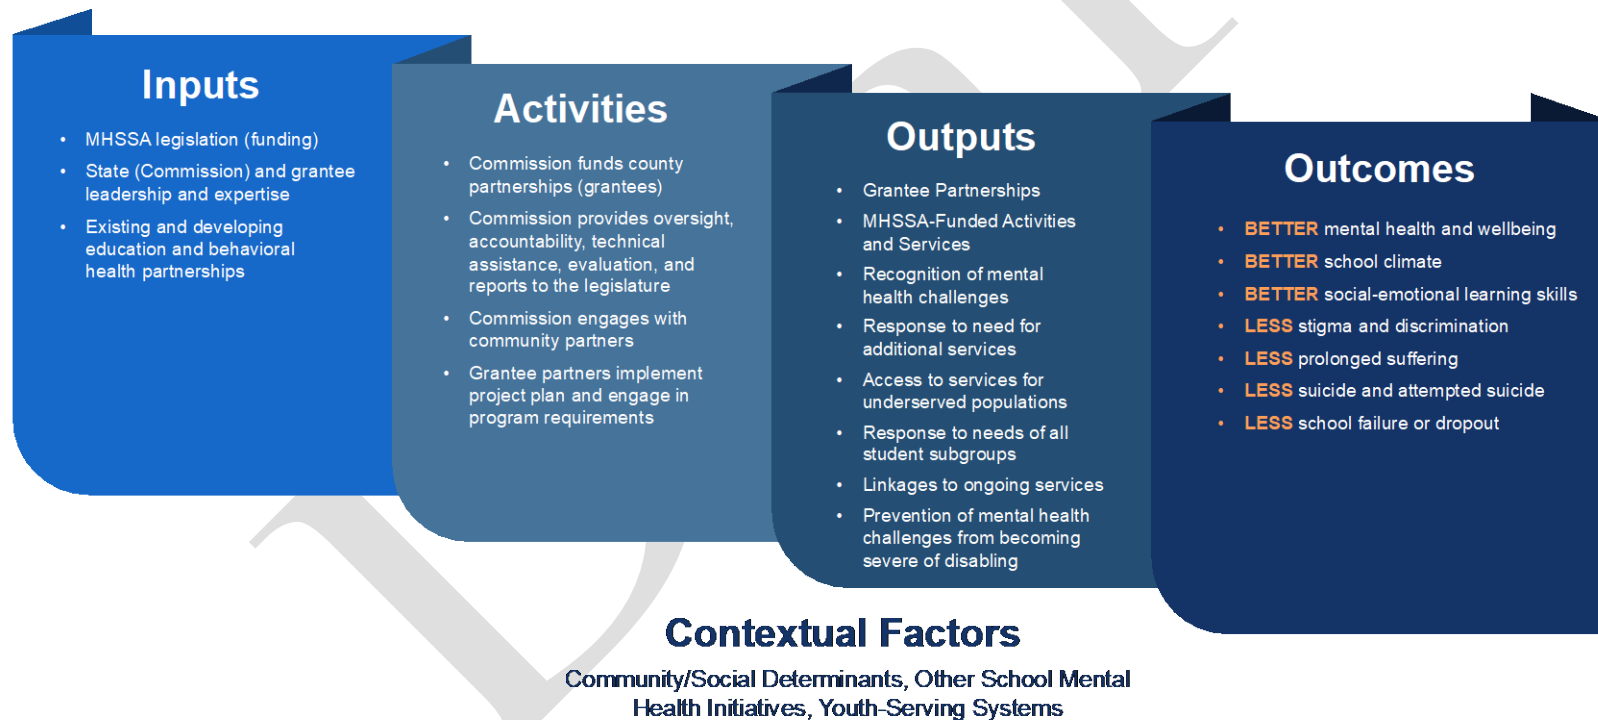 Inputs
• MHSSA legislation (funding)
• State (Commission) and grantee
leadership and expertise
• Existing and developing
education and behavioral
health partnerships
Activities
• Commission funds county
partnerships (grantees)
• Commission provides oversight,
accountability, technical
assistance, evaluation, and
reports to the legislature
• Commission engages with
community partners
• Grantee partners implement
project plan and engage in
program requirements
Outputs
• Grantee Partnerships
• MHSSA-Funded Activities
and Services
• Recognition of mental
health challenges
• Response to need for
additional services
• Access to services for
underserved populations
• Response to needs of all
student subgroups
• Linkages to ongoing services
• Prevention of mental health
challenges from becoming
severe of disabling
Outcomes
• BETTER mental health and wellbeing
• BETTER school climate
• BETTER social-emotional learning skills
• LESS stigma and discrimination
• LESS prolonged suffering
• LESS suicide and attempted suicide
• LESS school failure or dropout
Contextual Factors
Community/Social Determinants, Other School Mental
Health Initiatives, Youth-Serving Systems